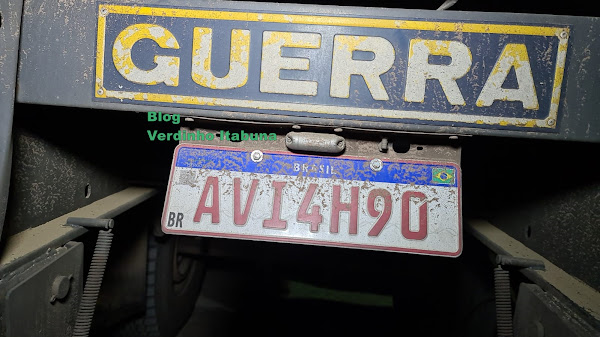 GUERRA
Blog
Verdinho Itabuna
BRASIL
BR
AVI4H90